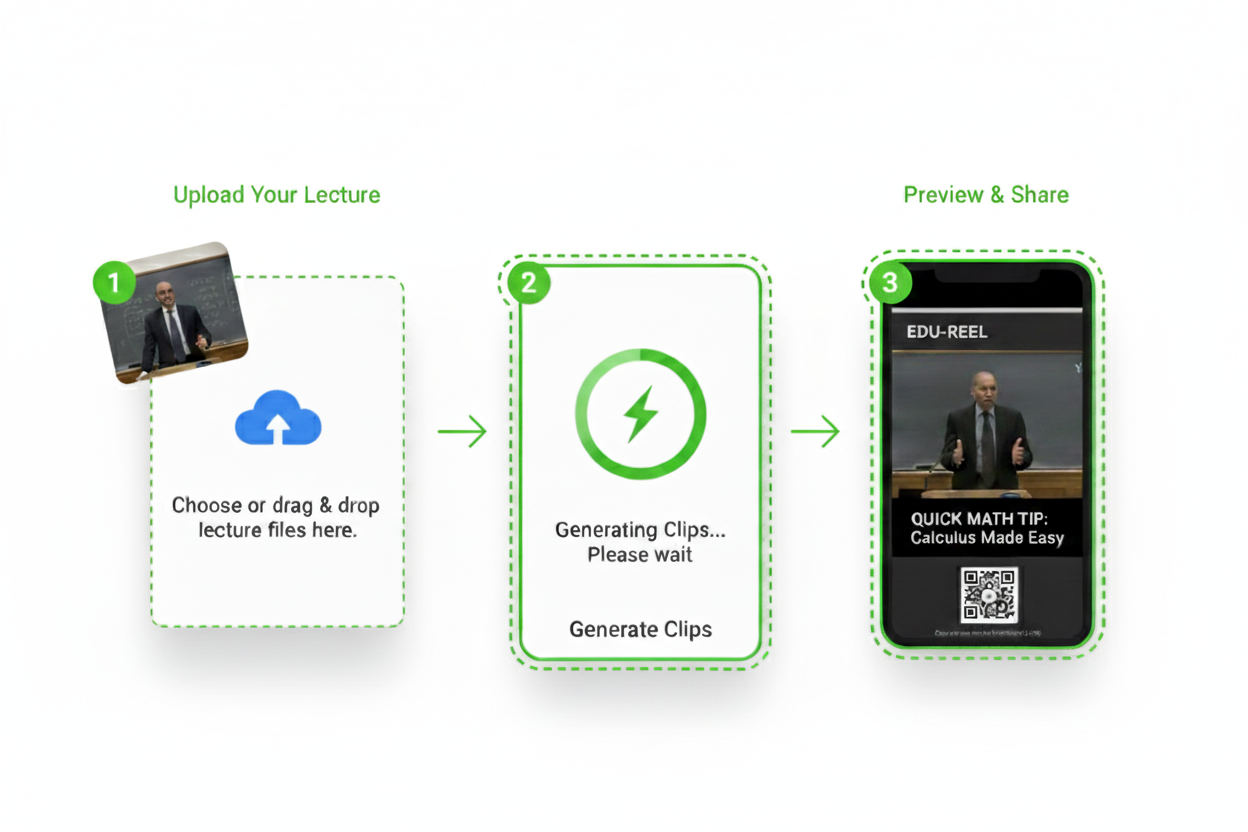 Upload Your Lecture
1
Choose or drag & drop
lecture files here.
2
Generating Clips...
Please wait
Generate Clips
Preview & Share
3
EDU-REEL
QUICK MATH TIP:
Calculus Made Easy